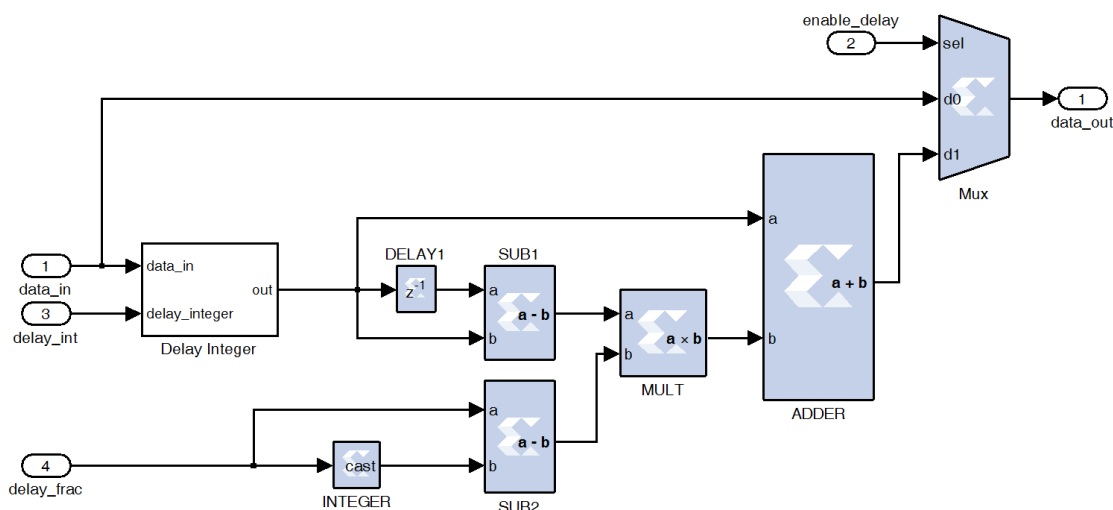 enable_delay
2
sel
d0
1
data_out
d1
Mux
a
a + b
b
ADDER
1
data_in
3
delay_int
data_in
out
delay_integer
Delay Integer
DELAY1
z⁻¹
SUB1
a
a - b
b
a
a × b
b
MULT
a
a - b
b
SUB2
4
delay_frac
cast
INTEGER